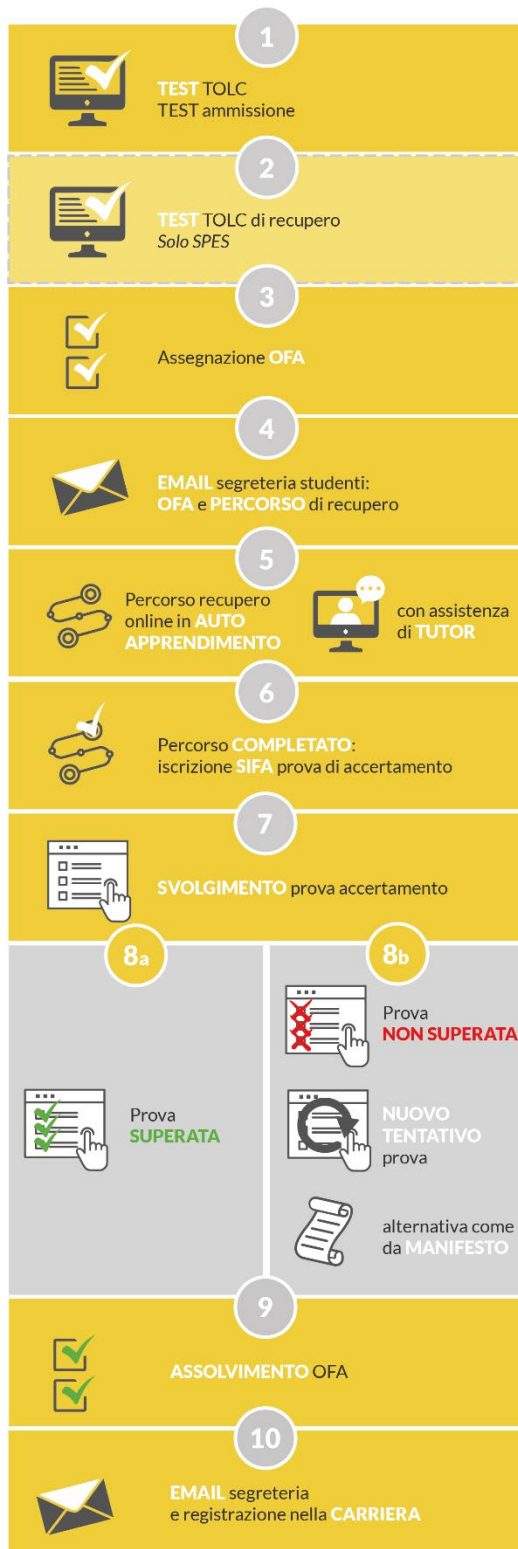 1
TEST TOLC
TEST ammissione
2
TEST TOLC di recupero
Solo SPES
3
Assegnazione OFA
4
EMAIL segreteria studenti:
OFA e PERCORSO di recupero
5
Percorso recupero
online in AUTO
APPRENDIMENTO
con assistenza
di TUTOR
6
Percorso COMPLETATO:
iscrizione SIFA prova di accertamento
7
SVOLGIMENTO prova accertamento
8a
Prova
SUPERATA
8b
Prova
NON SUPERATA
NUOVO
TENTATIVO
prova
alternativa come
da MANIFESTO
9
ASSOLVIMENTO OFA
10
EMAIL segreteria
e registrazione nella CARRIERA